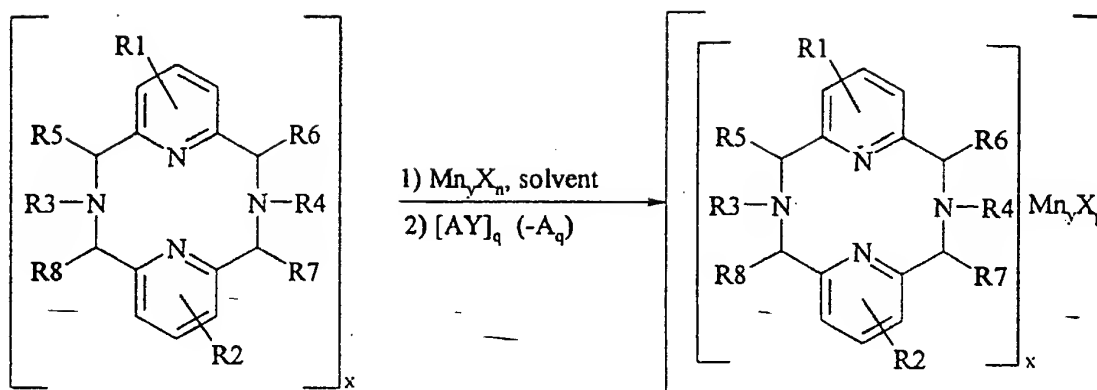 R1
R5
R6
N
R3
N
N
R4
N
R8
R7
R2
x
1) MnyXn, solvent
2) [AY]q (-Aq)
R1
R5
R6
N
R3
N
N
R4
N
R8
R7
R2
x
MnyX